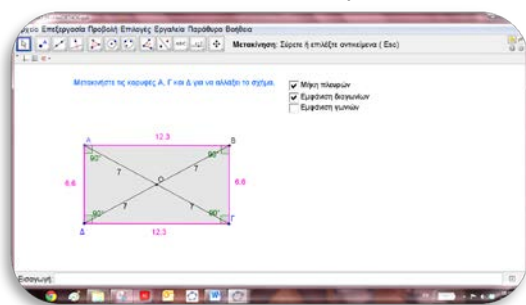 Επεξεργασία Προβολή Επιλογές Εργαλεία Παράθυρο Βοήθεια
ABC
Μετακίνηση: Σύρετε ή επιλέξτε αντικείμενα ( Esc)
Μετακινήστε τις κορυφές Α, Γ και Δ για να αλλάξει το σχήμα.
Μήκη πλευρών
Εμφάνιση διαγωνίων
Εμφάνιση γωνιών
Α 12.3 Β
90° 90°
7 7
6.6 Ο 6.6
7 7
90° 90°
Δ 12.3 Γ
Εισαγωγή: